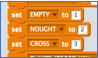 set EMPTY to 1
set NOUGHT to 2
set CROSS to 3